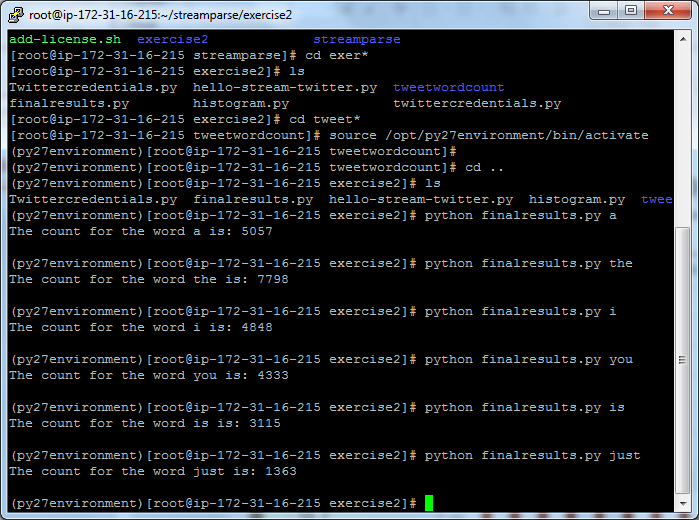 root@ip-172-31-16-215:~/streamparse/exercise2
add-license.sh  exercise2             streamparse
[root@ip-172-31-16-215 streamparse]# cd exer*
[root@ip-172-31-16-215 exercise2]# ls
Twittercredentials.py  hello-stream-twitter.py  tweetwordcount
finalresults.py        histogram.py             twittercredentials.py
[root@ip-172-31-16-215 exercise2]# cd tweet*
[root@ip-172-31-16-215 tweetwordcount]# source /opt/py27environment/bin/activate
(py27environment)[root@ip-172-31-16-215 tweetwordcount]#
(py27environment)[root@ip-172-31-16-215 tweetwordcount]# cd ..
(py27environment)[root@ip-172-31-16-215 exercise2]# ls
Twittercredentials.py  finalresults.py  hello-stream-twitter.py  histogram.py  twee
(py27environment)[root@ip-172-31-16-215 exercise2]# python finalresults.py a
The count for the word a is: 5057
(py27environment)[root@ip-172-31-16-215 exercise2]# python finalresults.py the
The count for the word the is: 7798
(py27environment)[root@ip-172-31-16-215 exercise2]# python finalresults.py i
The count for the word i is: 4848
(py27environment)[root@ip-172-31-16-215 exercise2]# python finalresults.py you
The count for the word you is: 4333
(py27environment)[root@ip-172-31-16-215 exercise2]# python finalresults.py is
The count for the word is is: 3115
(py27environment)[root@ip-172-31-16-215 exercise2]# python finalresults.py just
The count for the word just is: 1363
(py27environment)[root@ip-172-31-16-215 exercise2]#